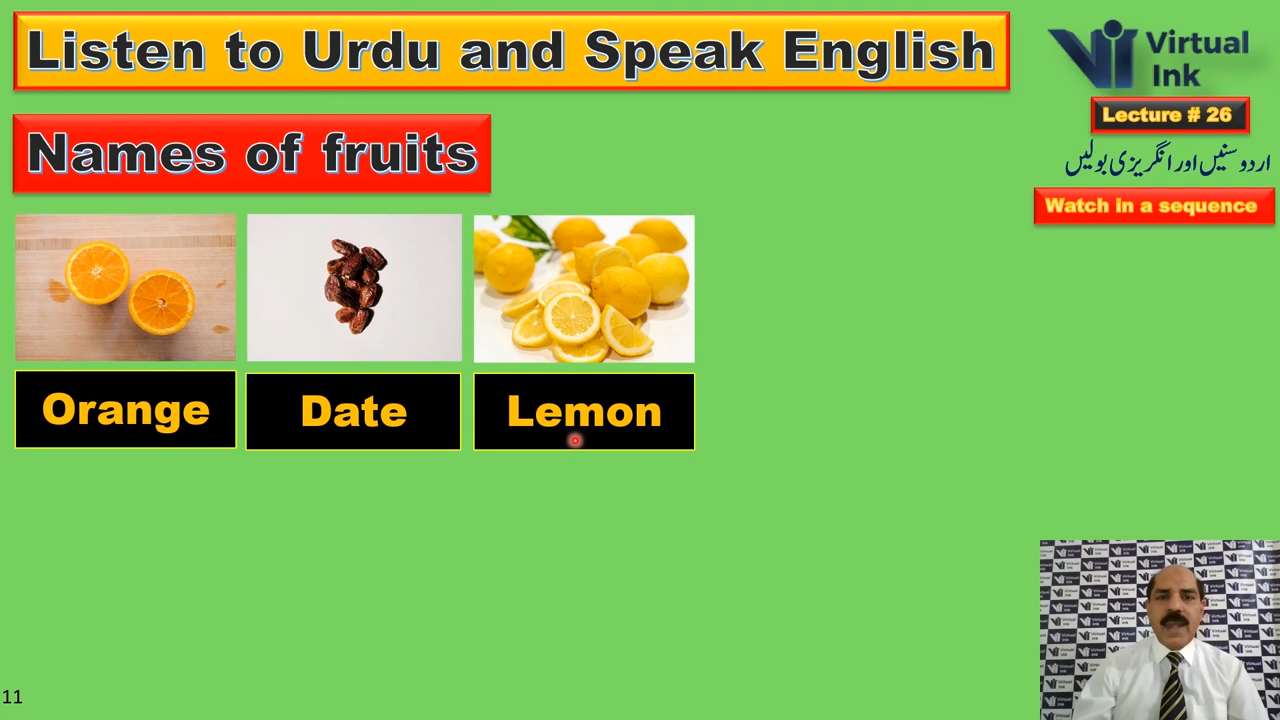 Listen to Urdu and Speak English
Virtual
Ink
Lecture # 26
اردو سنیں اور انگریزی بولیں
Watch in a sequence
Names of fruits
Orange
Date
Lemon
11